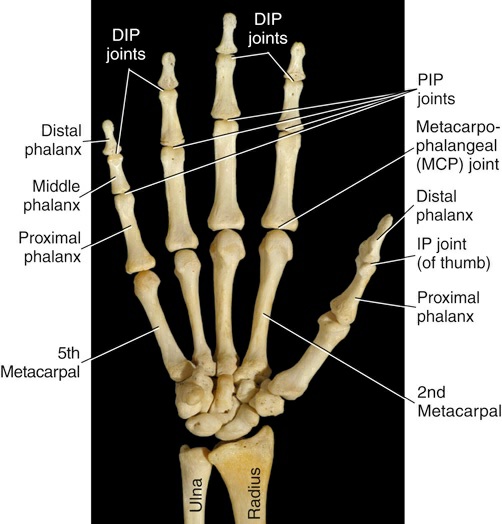 DIP
joints
DIP
joints
PIP
joints
Metacarpo-
phalangeal
(MCP) joint
Distal
phalanx
Middle
phalanx
Proximal
phalanx
Distal
phalanx
IP joint
(of thumb)
Proximal
phalanx
5th
Metacarpal
2nd
Metacarpal
Ulna
Radius